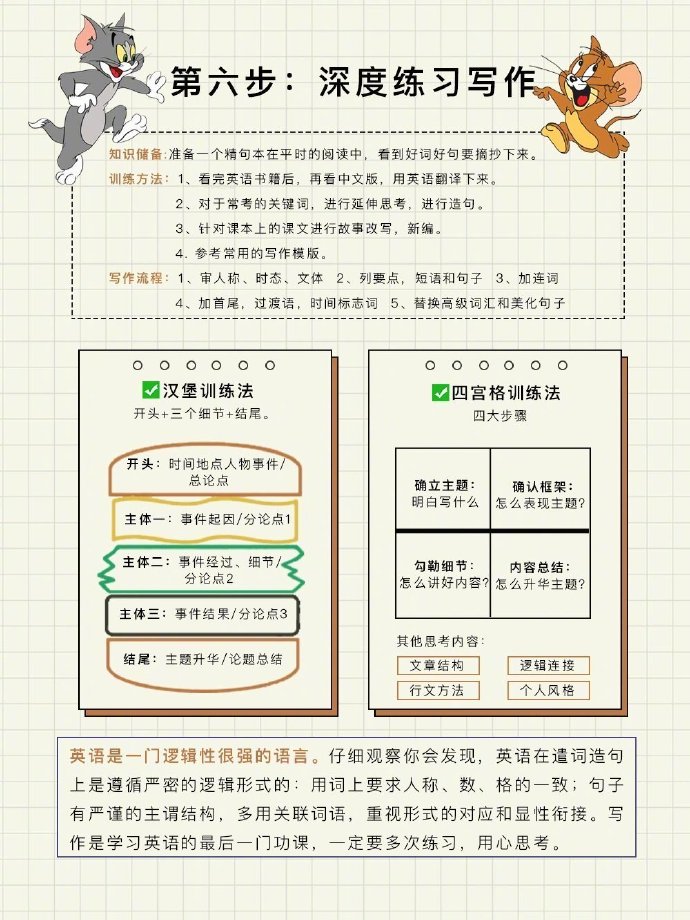 第六步：深度练习写作
知识储备:准备一个精句本在平时的阅读中，看到好词好句要摘抄下来。
训练方法：1、看完英语书籍后，再看中文版，用英语翻译下来。
2、对于常考的关键词，进行延伸思考，进行造句。
3、针对课本上的课文进行故事改写，新编。
4. 参考常用的写作模版。
写作流程：1、审人称、时态、文体 2、列要点，短语和句子 3、加连词
4、加首尾，过渡语，时间标志词 5、替换高级词汇和美化句子
汉堡训练法
开头+三个细节+结尾。
开头：时间地点人物事件/
总论点
主体一：事件起因/分论点1
主体二：事件经过、细节/
分论点2
主体三：事件结果/分论点3
结尾：主题升华/论题总结
四宫格训练法
四大步骤
确立主题：
明白写什么
确认框架：
怎么表现主题?
勾勒细节：
怎么讲好内容?
内容总结：
怎么升华主题?
其他思考内容：
文章结构
逻辑连接
行文方法
个人风格
英语是一门逻辑性很强的语言。仔细观察你会发现，英语在遣词造句
上是遵循严密的逻辑形式的：用词上要求人称、数、格的一致；句子
有严谨的主谓结构，多用关联词语，重视形式的对应和显性衔接。写
作是学习英语的最后一门功课，一定要多次练习，用心思考。